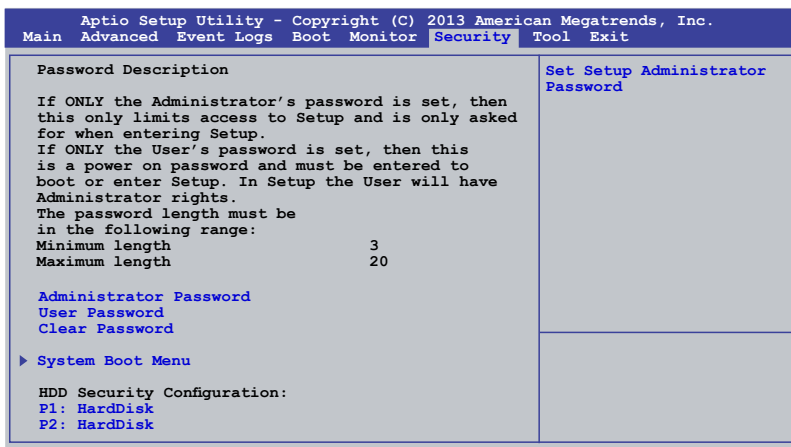 Aptio Setup Utility - Copyright (C) 2013 American Megatrends, Inc.
Main Advanced Event Logs Boot Monitor Security Tool Exit
Password Description
If ONLY the Administrator's password is set, then
this only limits access to Setup and is only asked
for when entering Setup.
If ONLY the User's password is set, then this
is a power on password and must be entered to
boot or enter Setup. In Setup the User will have
Administrator rights.
The password length must be
in the following range:
Minimum length 3
Maximum length 20
Administrator Password
User Password
Clear Password
System Boot Menu
HDD Security Configuration:
P1: HardDisk
P2: HardDisk
Set Setup Administrator
Password